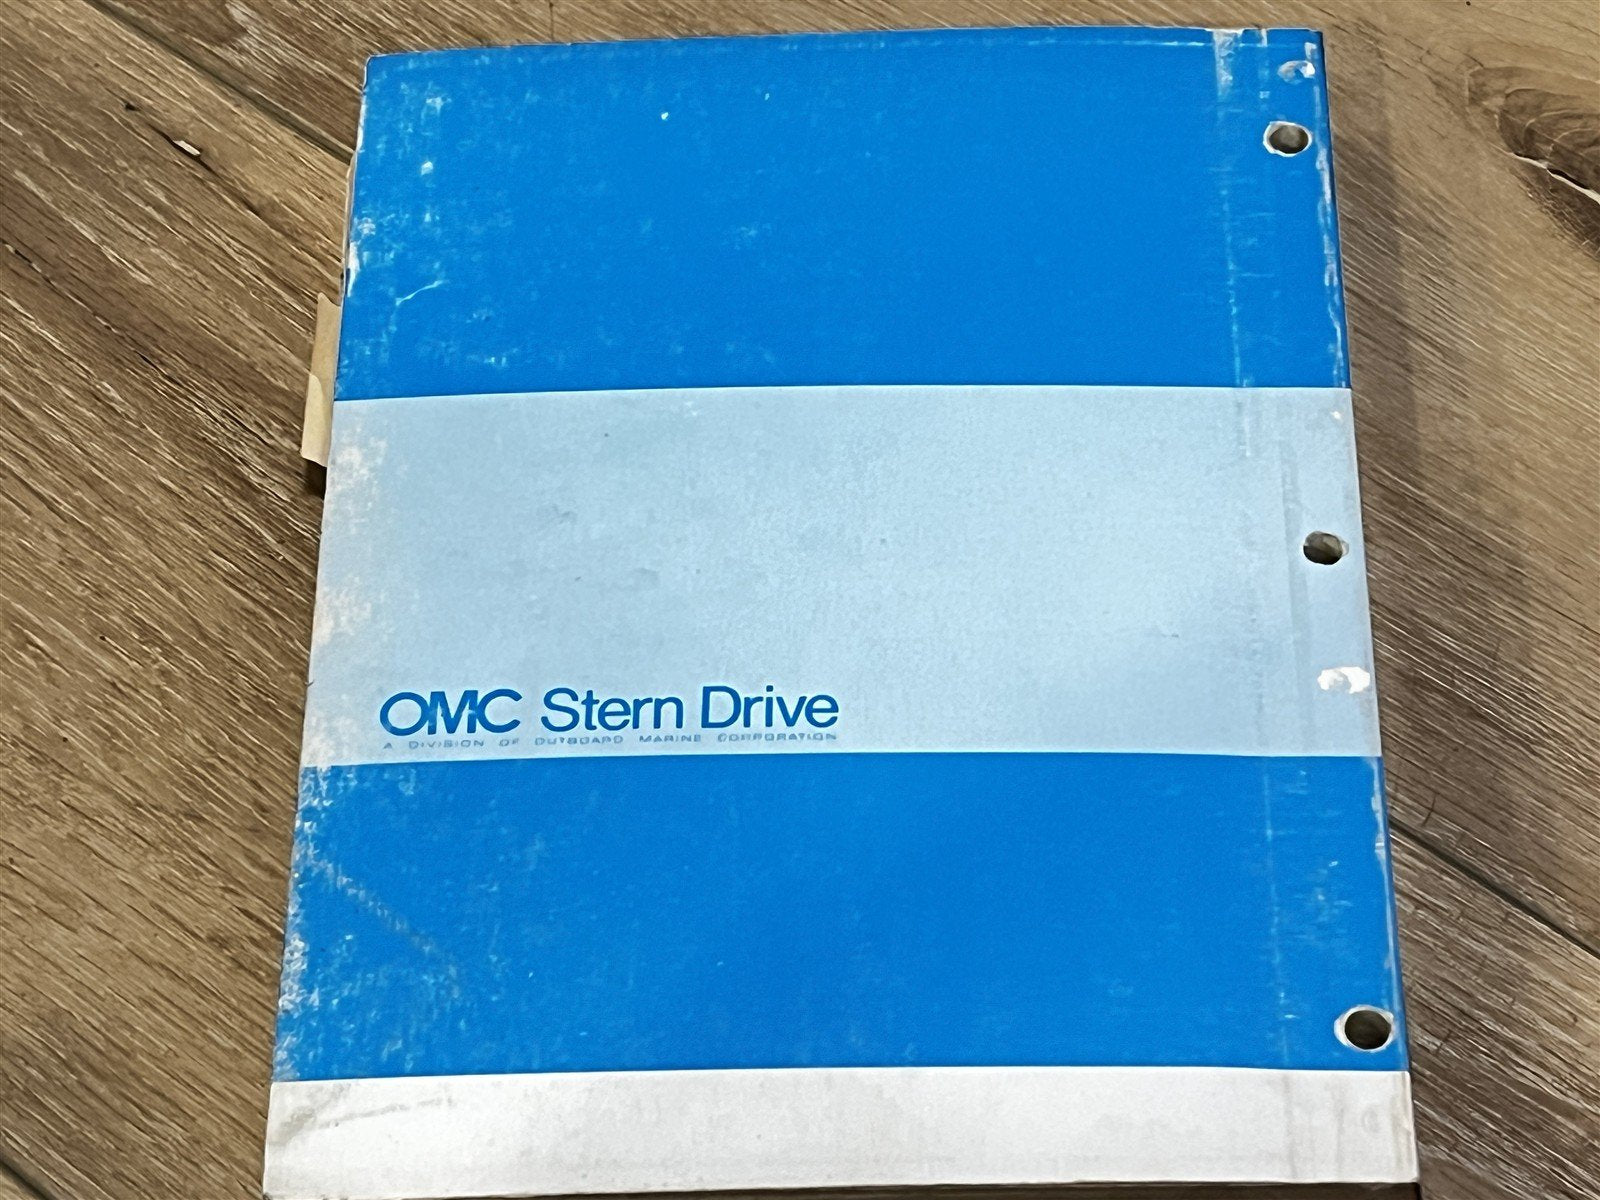 OMC Stern Drive
A DIVISION OF OUTBOARD MARINE CORPORATION